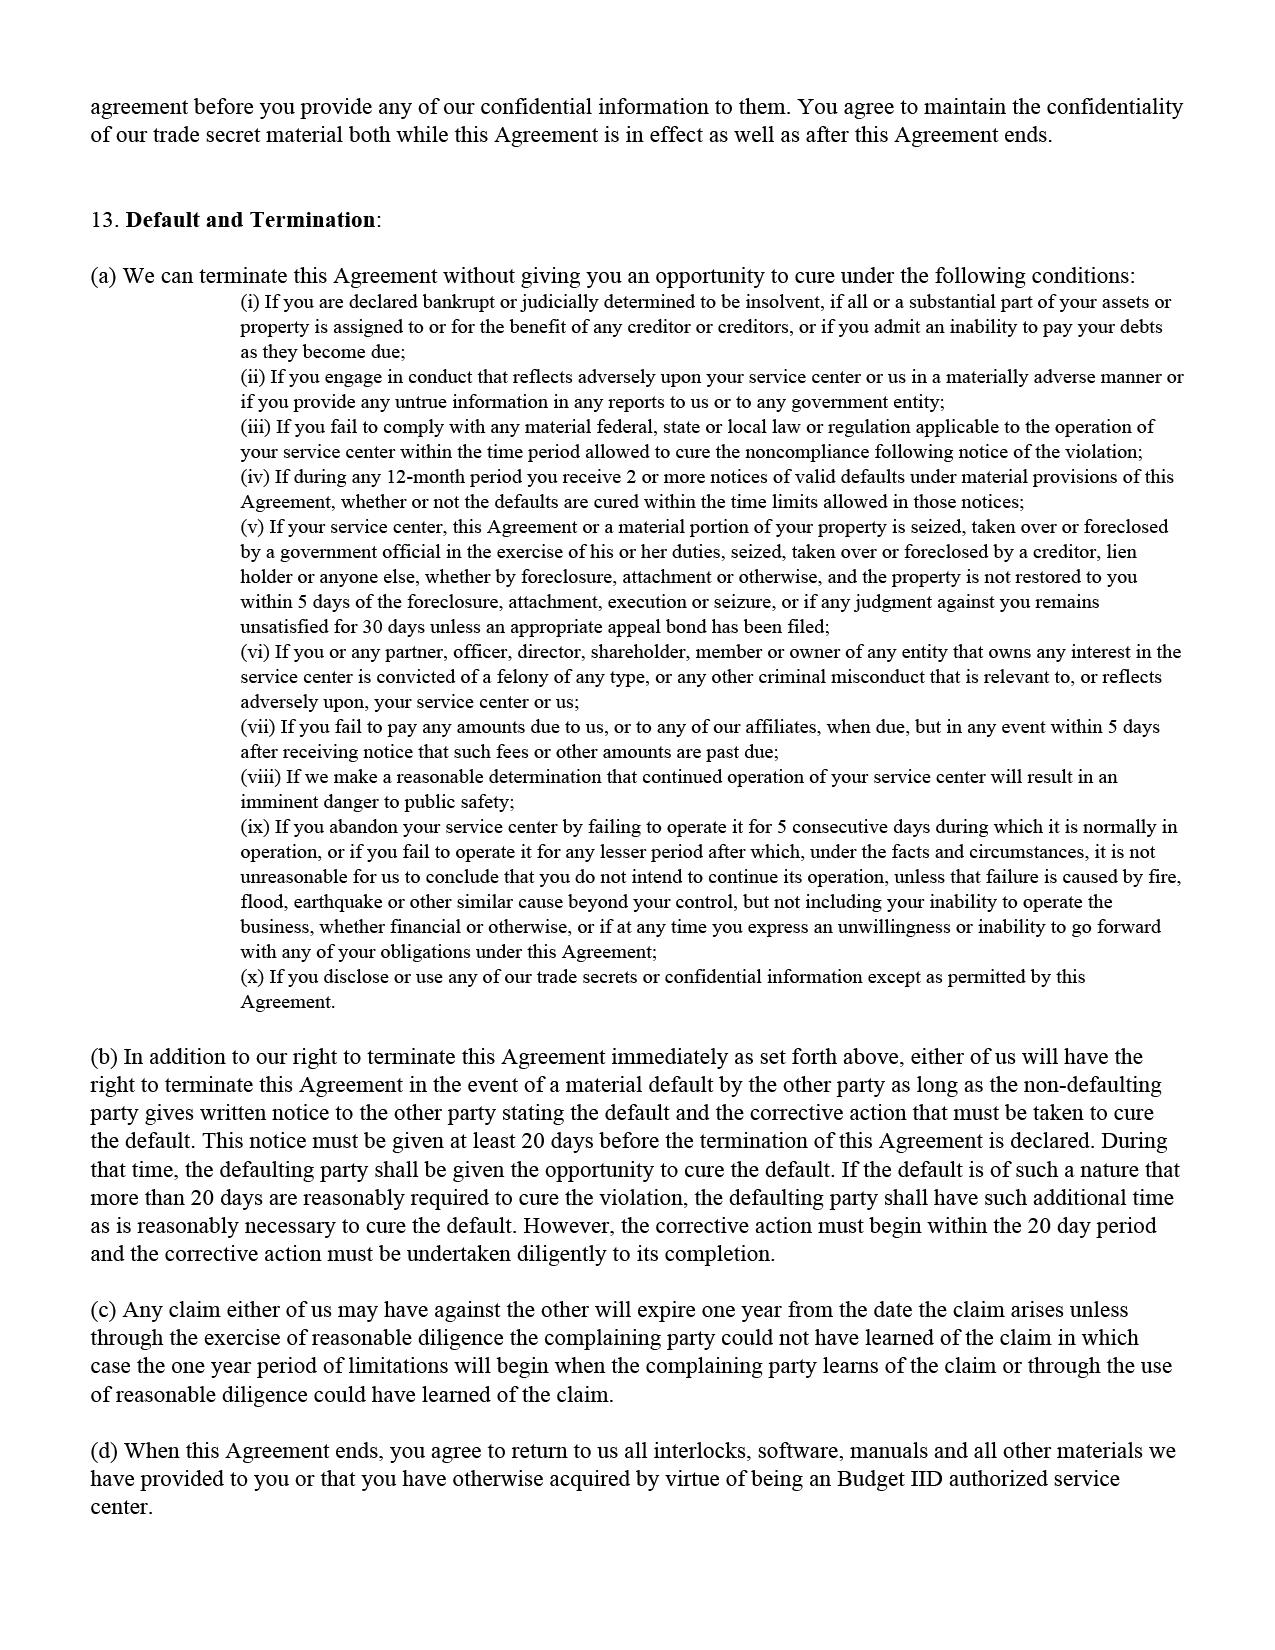 agreement before you provide any of our confidential information to them. You agree to maintain the confidentiality
of our trade secret material both while this Agreement is in effect as well as after this Agreement ends.
13. Default and Termination:
(a) We can terminate this Agreement without giving you an opportunity to cure under the following conditions:
(i) If you are declared bankrupt or judicially determined to be insolvent, if all or a substantial part of your assets or
property is assigned to or for the benefit of any creditor or creditors, or if you admit an inability to pay your debts
as they become due;
(ii) If you engage in conduct that reflects adversely upon your service center or us in a materially adverse manner or
if you provide any untrue information in any reports to us or to any government entity;
(iii) If you fail to comply with any material federal, state or local law or regulation applicable to the operation of
your service center within the time period allowed to cure the noncompliance following notice of the violation;
(iv) If during any 12-month period you receive 2 or more notices of valid defaults under material provisions of this
Agreement, whether or not the defaults are cured within the time limits allowed in those notices;
(v) If your service center, this Agreement or a material portion of your property is seized, taken over or foreclosed
by a government official in the exercise of his or her duties, seized, taken over or foreclosed by a creditor, lien
holder or anyone else, whether by foreclosure, attachment or otherwise, and the property is not restored to you
within 5 days of the foreclosure, attachment, execution or seizure, or if any judgment against you remains
unsatisfied for 30 days unless an appropriate appeal bond has been filed;
(vi) If you or any partner, officer, director, shareholder, member or owner of any entity that owns any interest in the
service center is convicted of a felony of any type, or any other criminal misconduct that is relevant to, or reflects
adversely upon, your service center or us;
(vii) If you fail to pay any amounts due to us, or to any of our affiliates, when due, but in any event within 5 days
after receiving notice that such fees or other amounts are past due;
(viii) If we make a reasonable determination that continued operation of your service center will result in an
imminent danger to public safety;
(ix) If you abandon your service center by failing to operate it for 5 consecutive days during which it is normally in
operation, or if you fail to operate it for any lesser period after which, under the facts and circumstances, it is not
unreasonable for us to conclude that you do not intend to continue its operation, unless that failure is caused by fire,
flood, earthquake or other similar cause beyond your control, but not including your inability to operate the
business, whether financial or otherwise, or if at any time you express an unwillingness or inability to go forward
with any of your obligations under this Agreement;
(x) If you disclose or use any of our trade secrets or confidential information except as permitted by this
Agreement.
(b) In addition to our right to terminate this Agreement immediately as set forth above, either of us will have the
right to terminate this Agreement in the event of a material default by the other party as long as the non-defaulting
party gives written notice to the other party stating the default and the corrective action that must be taken to cure
the default. This notice must be given at least 20 days before the termination of this Agreement is declared. During
that time, the defaulting party shall be given the opportunity to cure the default. If the default is of such a nature that
more than 20 days are reasonably required to cure the violation, the defaulting party shall have such additional time
as is reasonably necessary to cure the default. However, the corrective action must begin within the 20 day period
and the corrective action must be undertaken diligently to its completion.
(c) Any claim either of us may have against the other will expire one year from the date the claim arises unless
through the exercise of reasonable diligence the complaining party could not have learned of the claim in which
case the one year period of limitations will begin when the complaining party learns of the claim or through the use
of reasonable diligence could have learned of the claim.
(d) When this Agreement ends, you agree to return to us all interlocks, software, manuals and all other materials we
have provided to you or that you have otherwise acquired by virtue of being an Budget IID authorized service
center.